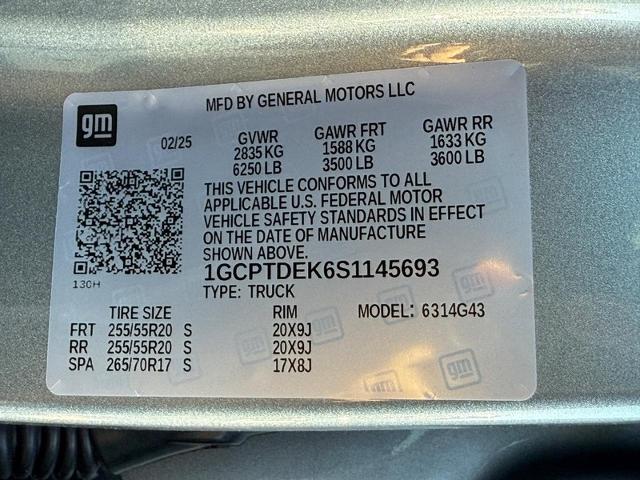 gm
MFD BY GENERAL MOTORS LLC
02/25
GVWR GAWR FRT GAWR RR
2835 KG 1588 KG 1633 KG
6250 LB 3500 LB 3600 LB
THIS VEHICLE CONFORMS TO ALL
APPLICABLE U.S. FEDERAL MOTOR
VEHICLE SAFETY STANDARDS IN EFFECT
ON THE DATE OF MANUFACTURE
SHOWN ABOVE.
130H
1GCPTDEK6S1145693
TYPE: TRUCK
TIRE SIZE RIM MODEL: 6314G43
FRT 255/55R20 S 20X9J
RR 255/55R20 S 20X9J
SPA 265/70R17 S 17X8J